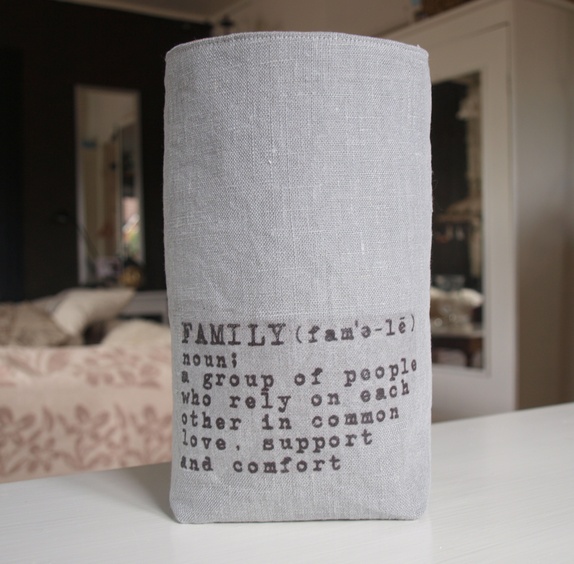 FAMILY (fam'ə-lē)
noun;
a group of people
who rely on each
other in common
love, support
and comfort